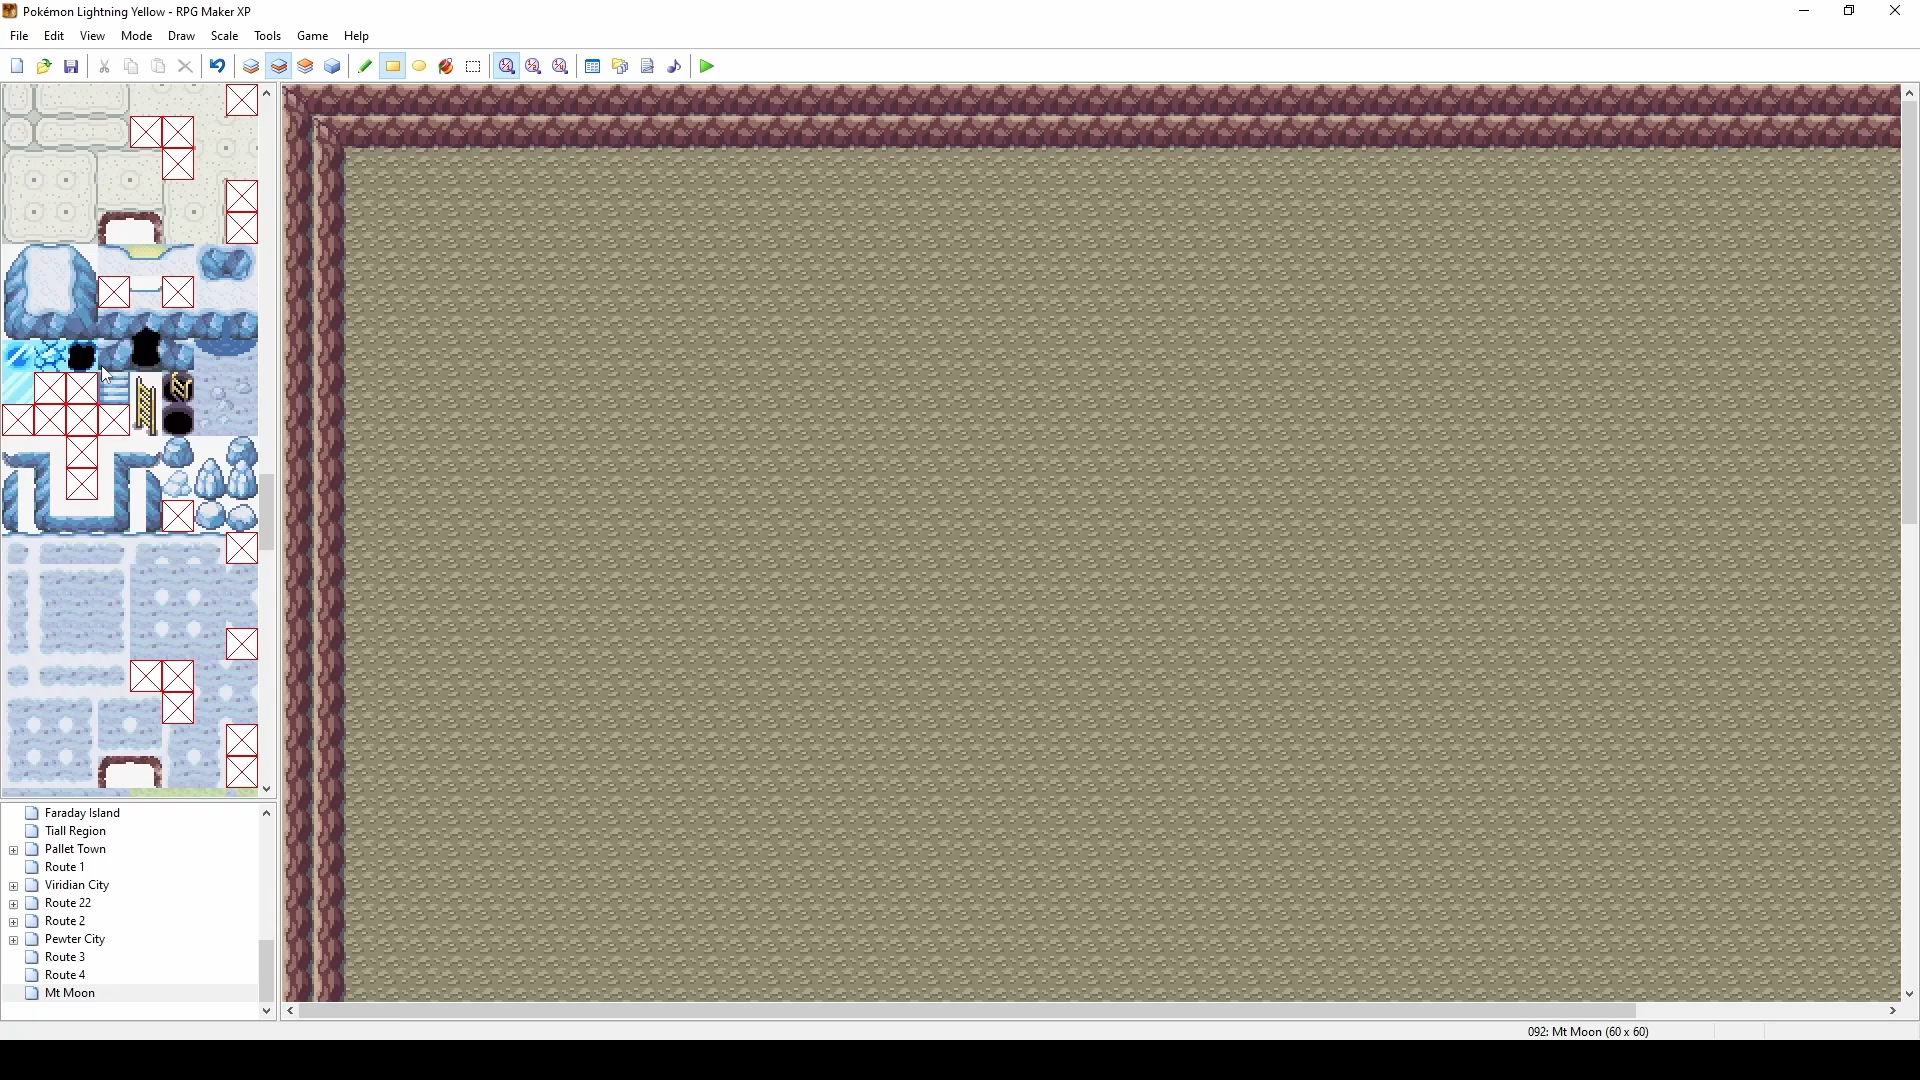 Pokémon Lightning Yellow - RPG Maker XP
File Edit View Mode Draw Scale Tools Game Help
Faraday Island
Tiall Region
Pallet Town
Route 1
Viridian City
Route 22
Route 2
Pewter City
Route 3
Route 4
Mt Moon
092: Mt Moon (60 x 60)